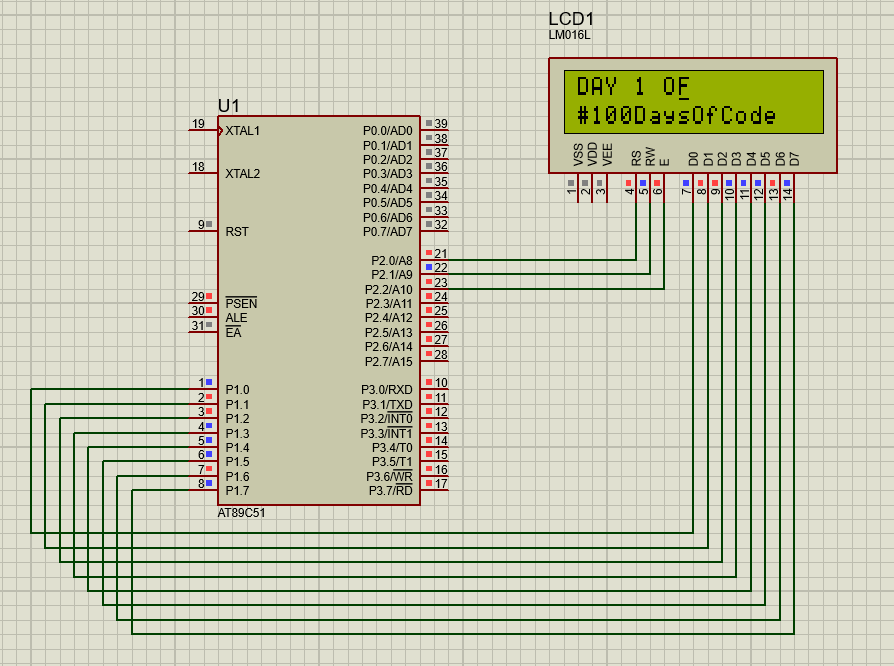 LCD1
LM016L
DAY 1 OF
#100DaysOfCode
VSS VDD VEE RS RW E D0 D1 D2 D3 D4 D5 D6 D7
1 2 3 4 5 6 7 8 9 10 11 12 13 14
U1
19 XTAL1 P0.0/AD0 39
P0.1/AD1 38
P0.2/AD2 37
18 XTAL2 P0.3/AD3 36
P0.4/AD4 35
P0.5/AD5 34
P0.6/AD6 33
9 RST P0.7/AD7 32
P2.0/A8 21
P2.1/A9 22
P2.2/A10 23
29 PSEN P2.3/A11 24
30 ALE P2.4/A12 25
31 EA P2.5/A13 26
P2.6/A14 27
P2.7/A15 28
1 P1.0 P3.0/RXD 10
2 P1.1 P3.1/TXD 11
3 P1.2 P3.2/INT0 12
4 P1.3 P3.3/INT1 13
5 P1.4 P3.4/T0 14
6 P1.5 P3.5/T1 15
7 P1.6 P3.6/WR 16
8 P1.7 P3.7/RD 17
AT89C51